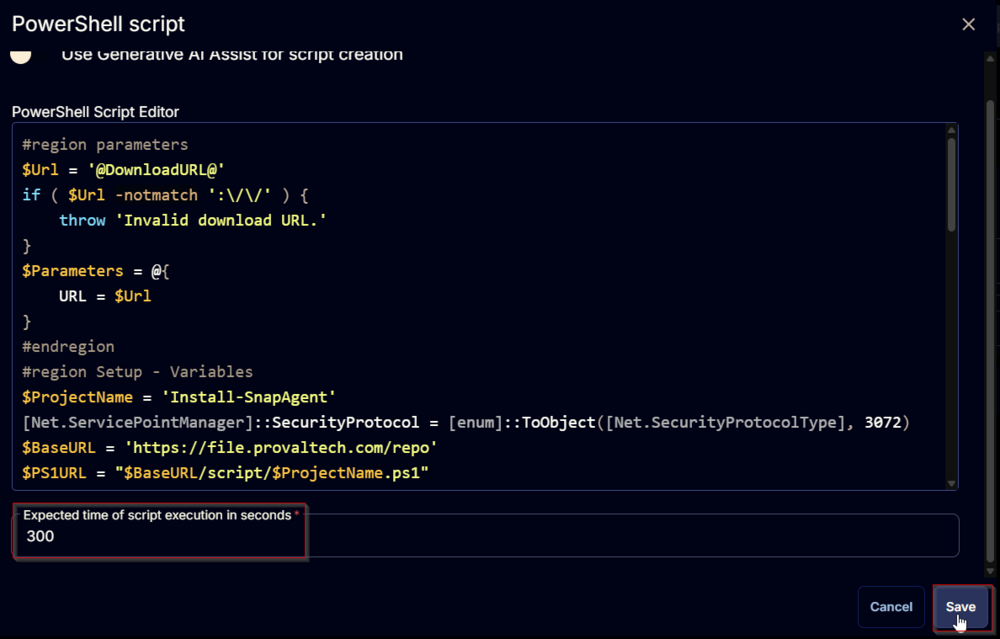 PowerShell script
Use Generative AI Assist for script creation
PowerShell Script Editor
#region parameters
$Url = '@DownloadURL@'
if ( $Url -notmatch ':\/\/' ) {
    throw 'Invalid download URL.'
}
$Parameters = @{
    URL = $Url
}
#endregion
#region Setup - Variables
$ProjectName = 'Install-SnapAgent'
[Net.ServicePointManager]::SecurityProtocol = [enum]::ToObject([Net.SecurityProtocolType], 3072)
$BaseURL = 'https://file.provaltech.com/repo'
$PS1URL = "$BaseURL/script/$ProjectName.ps1"
Expected time of script execution in seconds *
300
Cancel Save